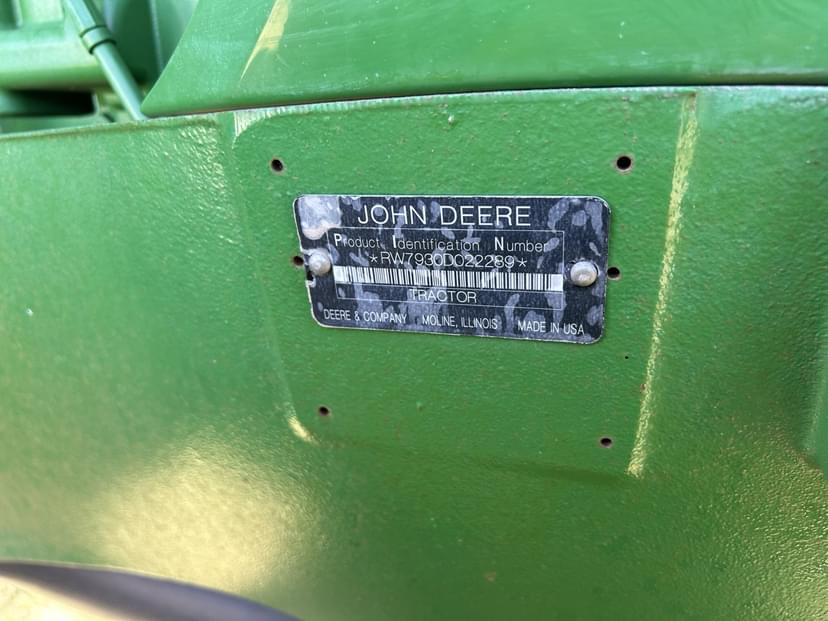 JOHN DEERE
Product Identification Number
*RW7930D022289*
TRACTOR
DEERE & COMPANY MOLINE, ILLINOIS MADE IN USA